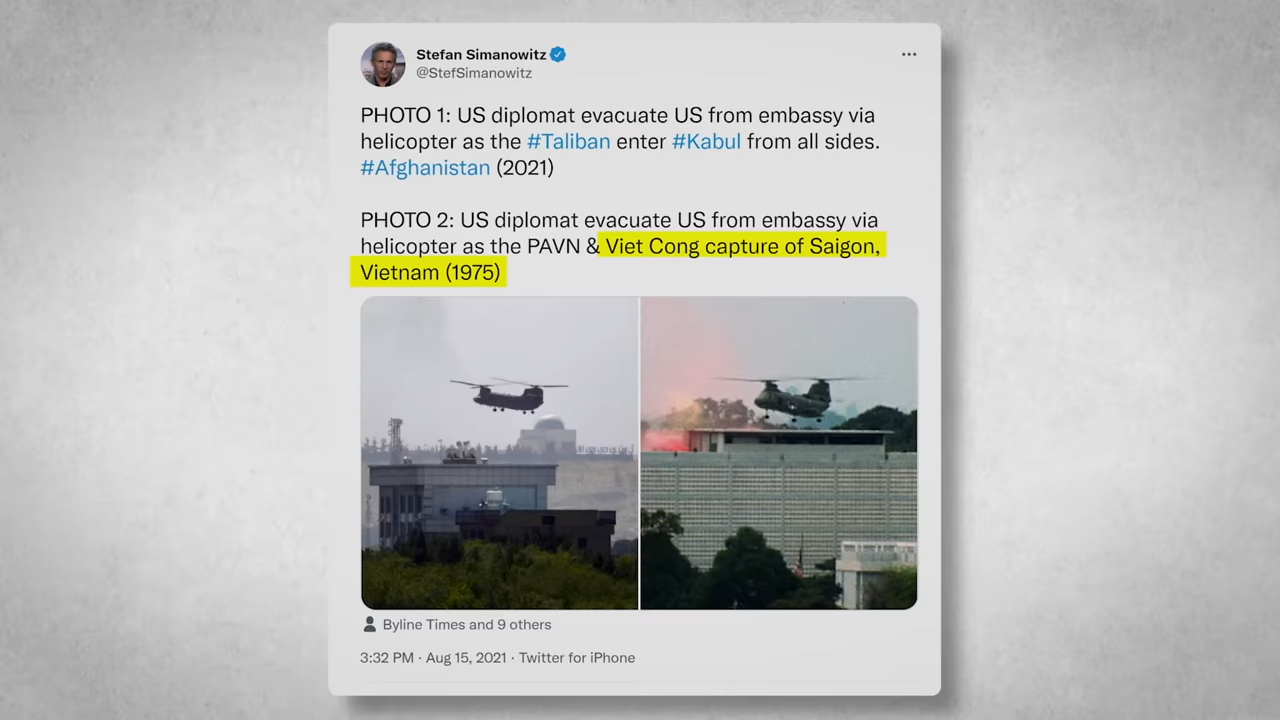 Stefan Simanowitz
@StefSimanowitz
PHOTO 1: US diplomat evacuate US from embassy via
helicopter as the #Taliban enter #Kabul from all sides.
#Afghanistan (2021)
PHOTO 2: US diplomat evacuate US from embassy via
helicopter as the PAVN & Viet Cong capture of Saigon,
Vietnam (1975)
Byline Times and 9 others
3:32 PM · Aug 15, 2021 · Twitter for iPhone